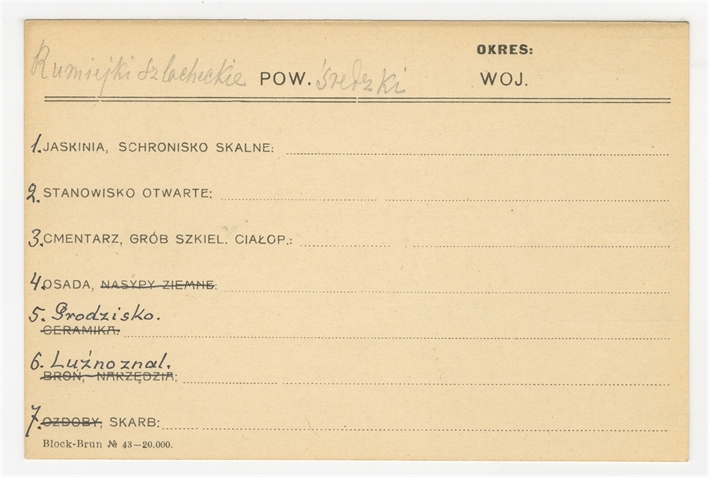 OKRES:
Rumiejki szlacheckie POW. średzki WOJ.
1. JASKINIA, SCHRONISKO SKALNE:
2. STANOWISKO OTWARTE:
3. CMENTARZ, GRÓB SZKIEL. CIAŁOP.:
4. OSADA, NASYPY ZIEMNE:
5. Grodzisko.
CERAMIKA:
6. Luźno znal.
BROŃ, NARZĘDZIA:
7. OZDOBY, SKARB:
Block-Brun № 43—20.000.